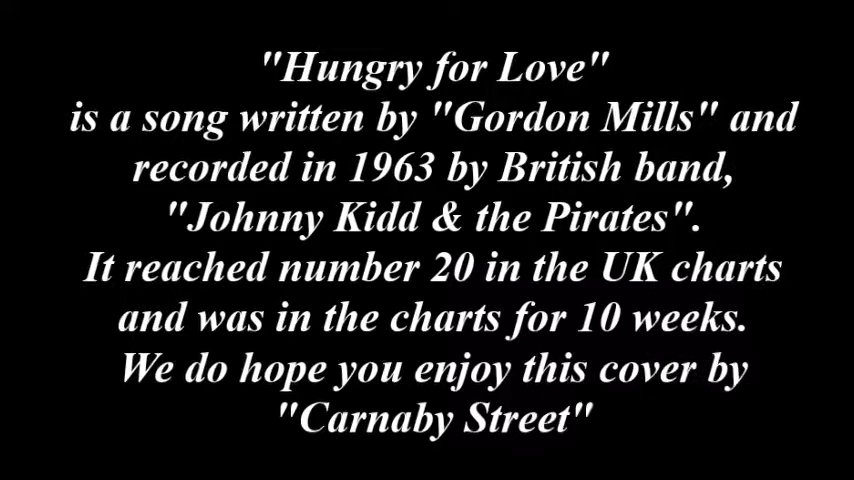 "Hungry for Love"
is a song written by "Gordon Mills" and
recorded in 1963 by British band,
"Johnny Kidd & the Pirates".
It reached number 20 in the UK charts
and was in the charts for 10 weeks.
We do hope you enjoy this cover by
"Carnaby Street"